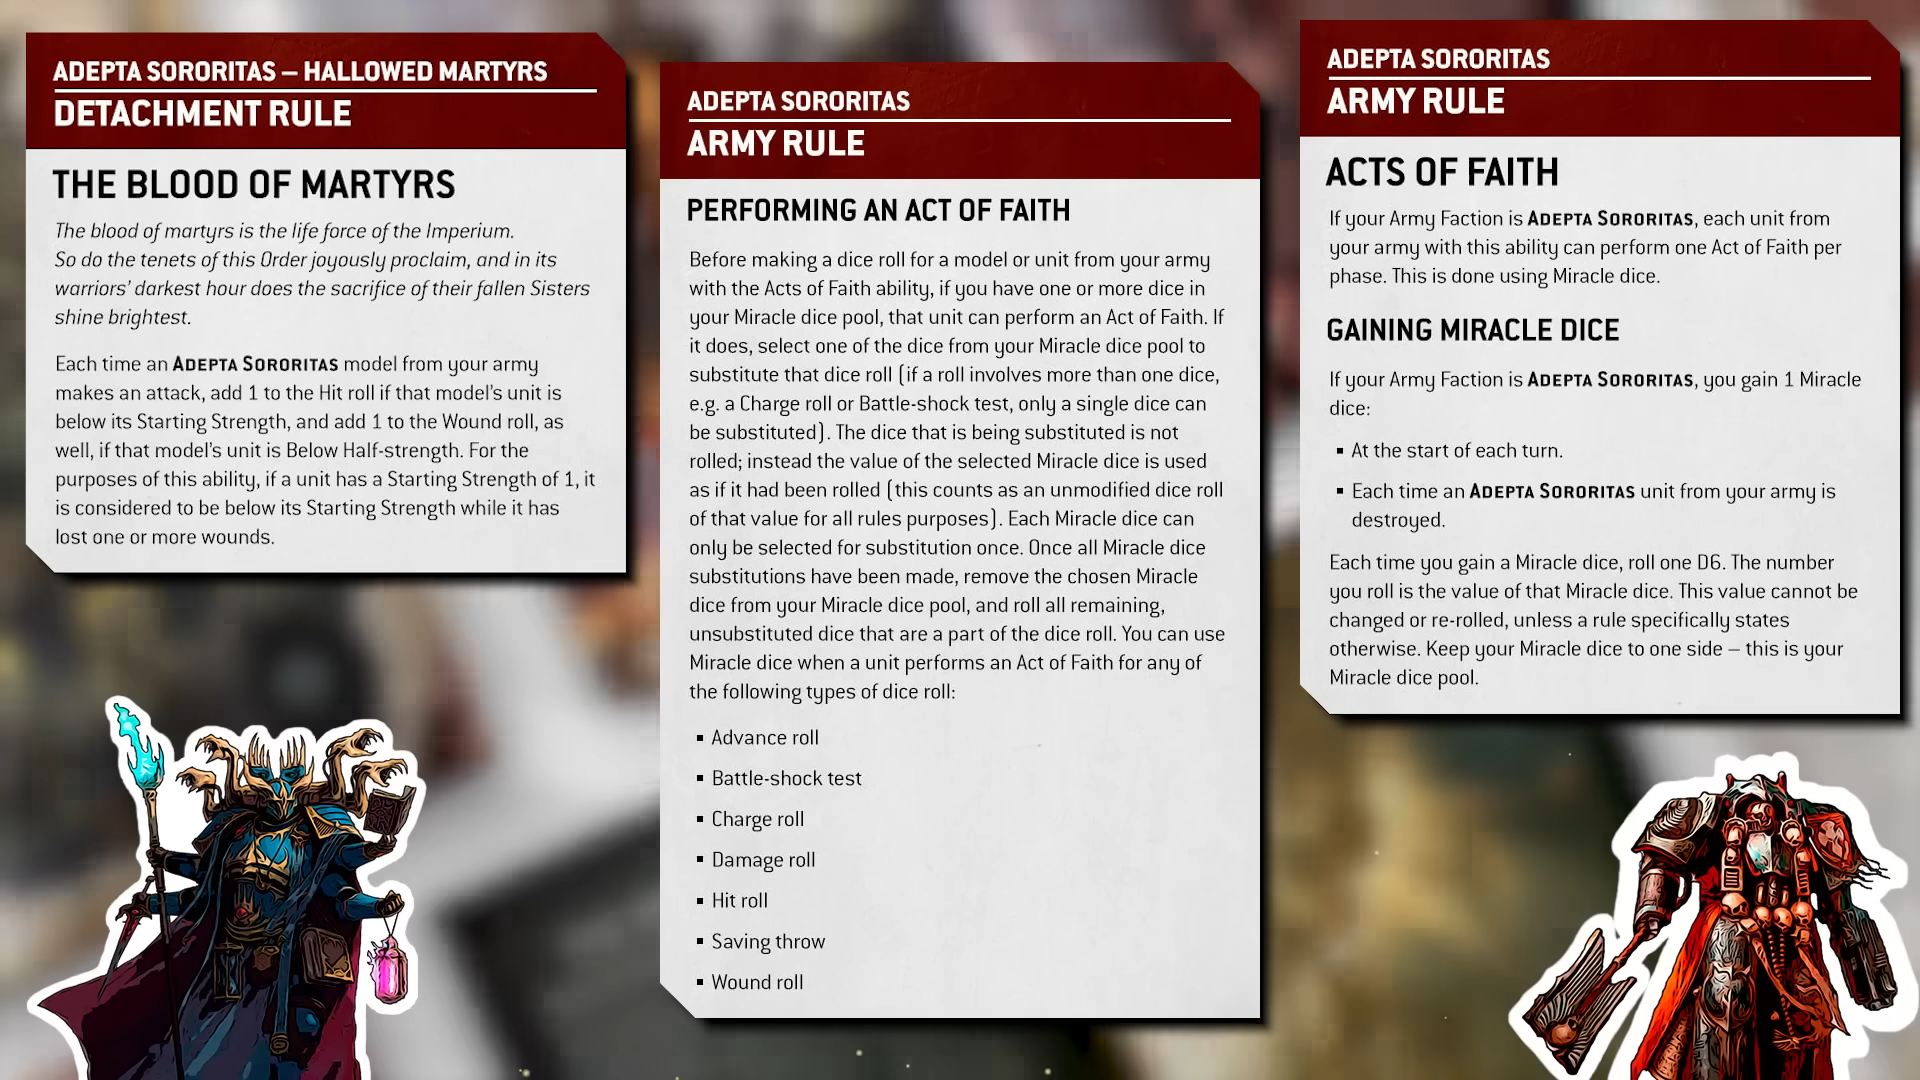 ADEPTA SORORITAS – HALLOWED MARTYRS
DETACHMENT RULE
THE BLOOD OF MARTYRS
The blood of martyrs is the life force of the Imperium.
So do the tenets of this Order joyously proclaim, and in its
warriors' darkest hour does the sacrifice of their fallen Sisters
shine brightest.
Each time an ADEPTA SORORITAS model from your army
makes an attack, add 1 to the Hit roll if that model's unit is
below its Starting Strength, and add 1 to the Wound roll, as
well, if that model's unit is Below Half-strength. For the
purposes of this ability, if a unit has a Starting Strength of 1, it
is considered to be below its Starting Strength while it has
lost one or more wounds.
ADEPTA SORORITAS
ARMY RULE
PERFORMING AN ACT OF FAITH
Before making a dice roll for a model or unit from your army
with the Acts of Faith ability, if you have one or more dice in
your Miracle dice pool, that unit can perform an Act of Faith. If
it does, select one of the dice from your Miracle dice pool to
substitute that dice roll (if a roll involves more than one dice,
e.g. a Charge roll or Battle-shock test, only a single dice can
be substituted). The dice that is being substituted is not
rolled; instead the value of the selected Miracle dice is used
as if it had been rolled (this counts as an unmodified dice roll
of that value for all rules purposes). Each Miracle dice can
only be selected for substitution once. Once all Miracle dice
substitutions have been made, remove the chosen Miracle
dice from your Miracle dice pool, and roll all remaining,
unsubstituted dice that are a part of the dice roll. You can use
Miracle dice when a unit performs an Act of Faith for any of
the following types of dice roll:
▪ Advance roll
▪ Battle-shock test
▪ Charge roll
▪ Damage roll
▪ Hit roll
▪ Saving throw
▪ Wound roll
ADEPTA SORORITAS
ARMY RULE
ACTS OF FAITH
If your Army Faction is ADEPTA SORORITAS, each unit from
your army with this ability can perform one Act of Faith per
phase. This is done using Miracle dice.
GAINING MIRACLE DICE
If your Army Faction is ADEPTA SORORITAS, you gain 1 Miracle
dice:
▪ At the start of each turn.
▪ Each time an ADEPTA SORORITAS unit from your army is
destroyed.
Each time you gain a Miracle dice, roll one D6. The number
you roll is the value of that Miracle dice. This value cannot be
changed or re-rolled, unless a rule specifically states
otherwise. Keep your Miracle dice to one side – this is your
Miracle dice pool.